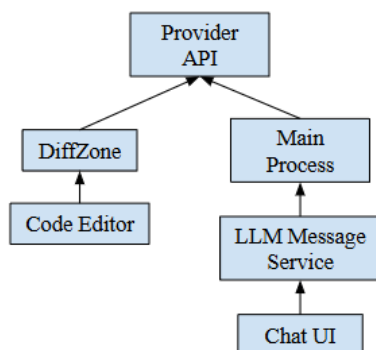 Provider
API
DiffZone
Main
Process
Code Editor
LLM Message
Service
Chat UI